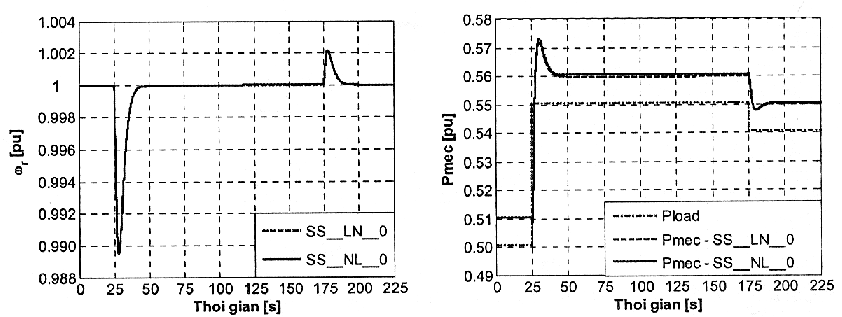 1.004
1.002
1
0.998
0.996
0.994
0.992
0.990
0.988
ωr [pu]
0 25 50 75 100 125 150 175 200 225
Thoi gian [s]
SS__LN__0
SS__NL__0
0.58
0.57
0.56
0.55
0.54
0.53
0.52
0.51
0.50
0.49
Pmec [pu]
0 25 50 75 100 125 150 175 200 225
Thoi gian [s]
Pload
Pmec - SS__LN__0
Pmec - SS__NL__0